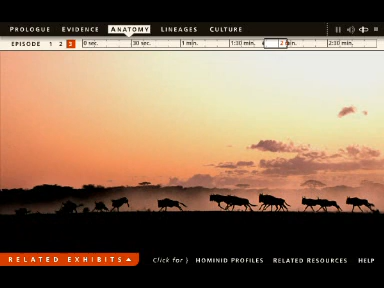 PROLOGUE EVIDENCE ANATOMY LINEAGES CULTURE
EPISODE 1 2 3 0 sec. 30 sec. 1 min. 1:30 min. 2 min. 2:30 min.
RELATED EXHIBITS Click for ) HOMINID PROFILES RELATED RESOURCES HELP